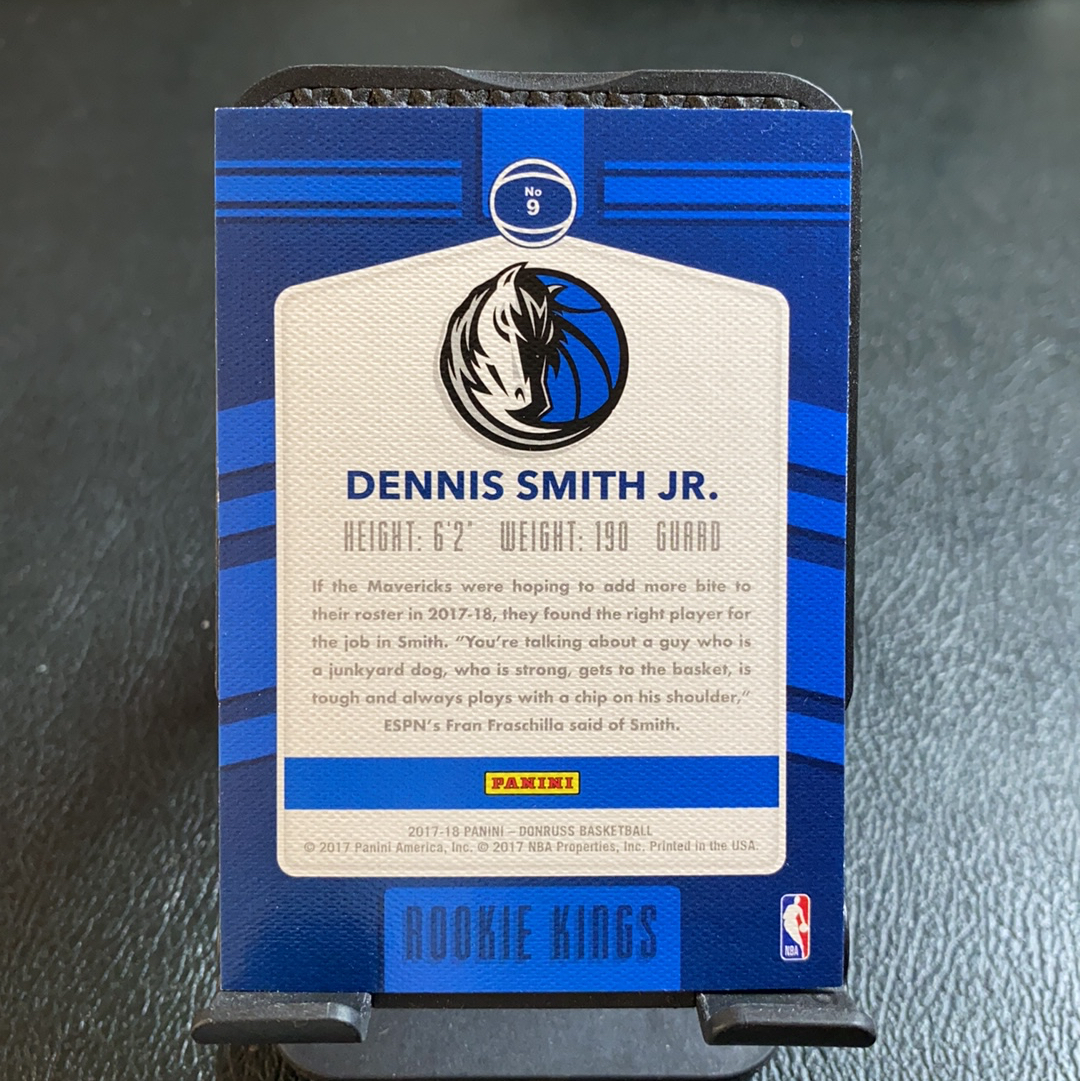 No
9
DENNIS SMITH JR.
HEIGHT: 6'2" WEIGHT: 190 GUARD
If the Mavericks were hoping to add more bite to
their roster in 2017-18, they found the right player for
the job in Smith. “You’re talking about a guy who is
a junkyard dog, who is strong, gets to the basket, is
tough and always plays with a chip on his shoulder,”
ESPN’s Fran Fraschilla said of Smith.
PANINI
2017-18 PANINI – DONRUSS BASKETBALL
© 2017 Panini America, Inc. © 2017 NBA Properties, Inc. Printed in the USA.
ROOKIE KINGS
NBA